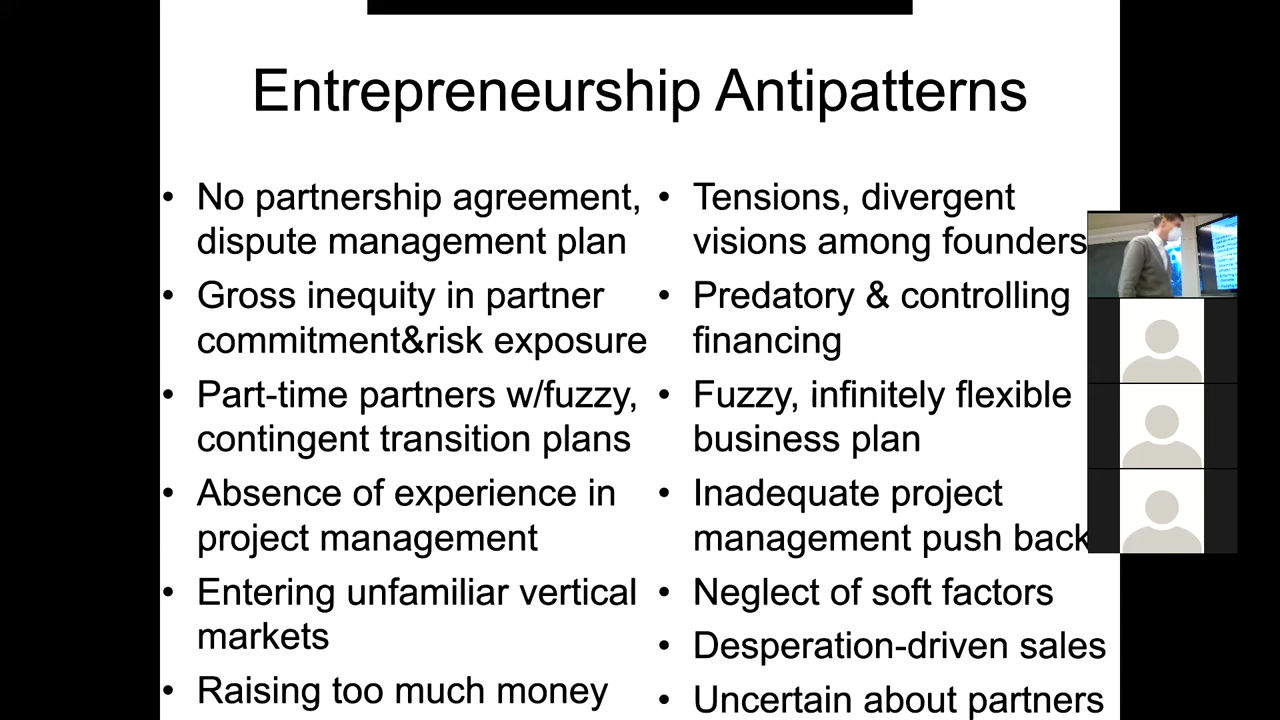 Entrepreneurship Antipatterns
• No partnership agreement,
dispute management plan
• Gross inequity in partner
commitment&risk exposure
• Part-time partners w/fuzzy,
contingent transition plans
• Absence of experience in
project management
• Entering unfamiliar vertical
markets
• Raising too much money
• Tensions, divergent
visions among founders
• Predatory & controlling
financing
• Fuzzy, infinitely flexible
business plan
• Inadequate project
management push back
• Neglect of soft factors
• Desperation-driven sales
• Uncertain about partners